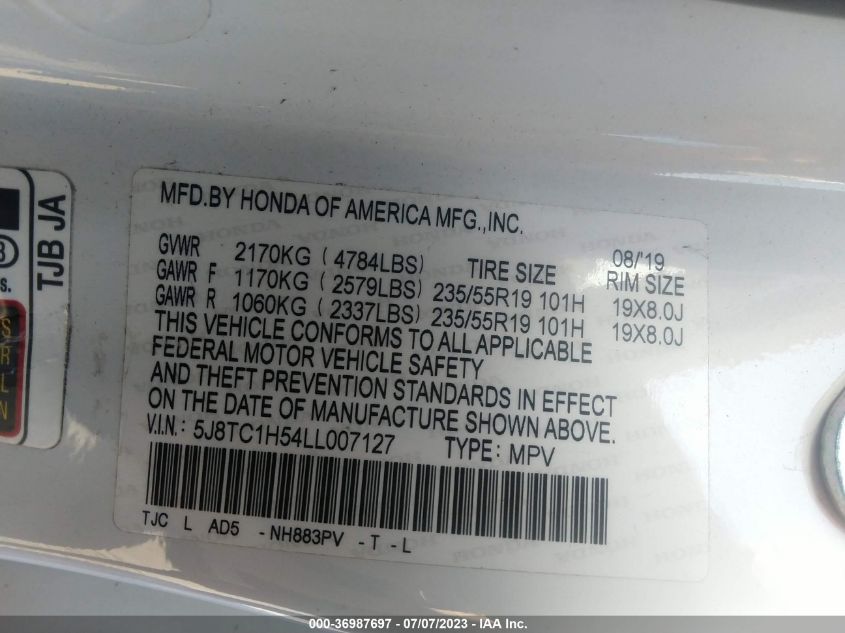 MFD.BY HONDA OF AMERICA MFG.,INC.
GVWR 2170KG ( 4784LBS) TIRE SIZE 08/'19 RIM SIZE
GAWR F 1170KG ( 2579LBS) 235/55R19 101H 19X8.0J
GAWR R 1060KG ( 2337LBS) 235/55R19 101H 19X8.0J
THIS VEHICLE CONFORMS TO ALL APPLICABLE
FEDERAL MOTOR VEHICLE SAFETY
AND THEFT PREVENTION STANDARDS IN EFFECT
ON THE DATE OF MANUFACTURE SHOWN ABOVE.
V.I.N.: 5J8TC1H54LL007127 TYPE: MPV
TJC L AD5 -NH883PV -T -L
TJB JA
s.
S
R
L
N
000-36987697 / 07/07/2023 - IAA Inc.